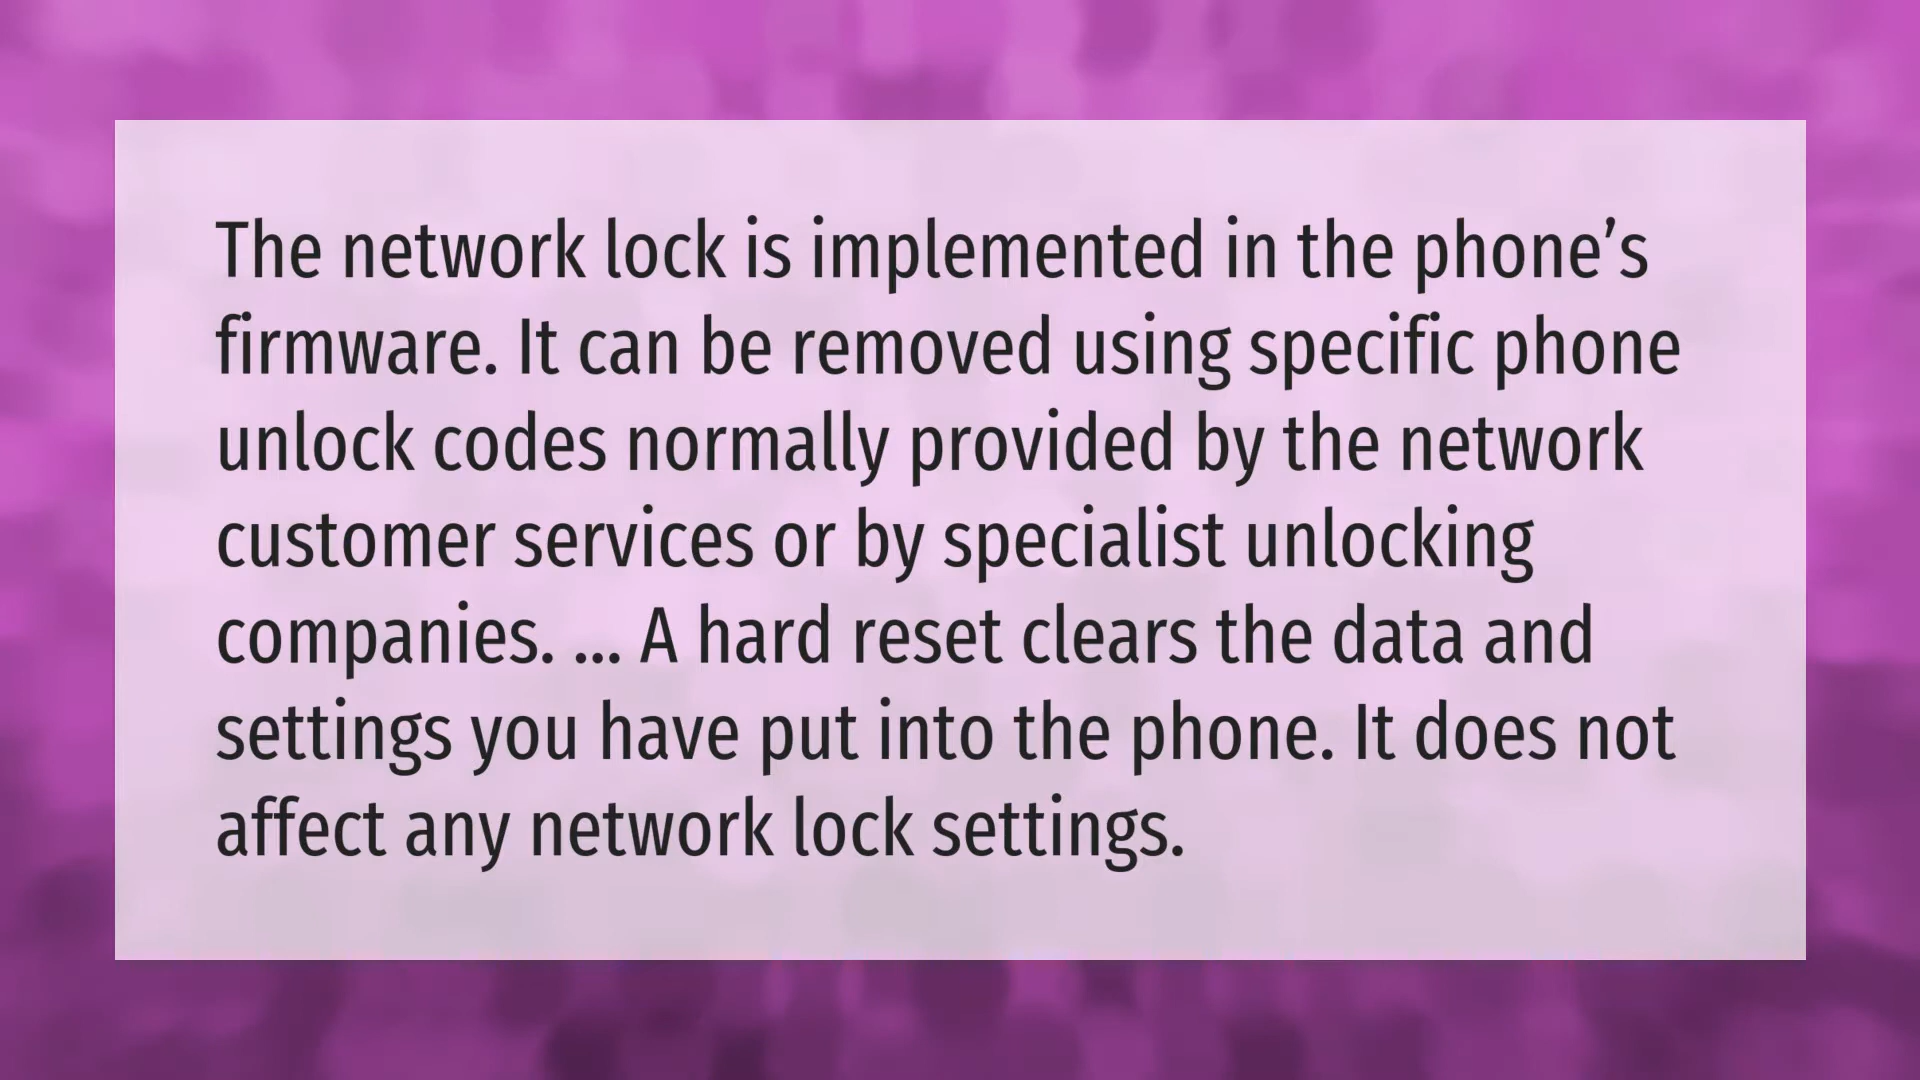 The network lock is implemented in the phone’s
firmware. It can be removed using specific phone
unlock codes normally provided by the network
customer services or by specialist unlocking
companies. ... A hard reset clears the data and
settings you have put into the phone. It does not
affect any network lock settings.